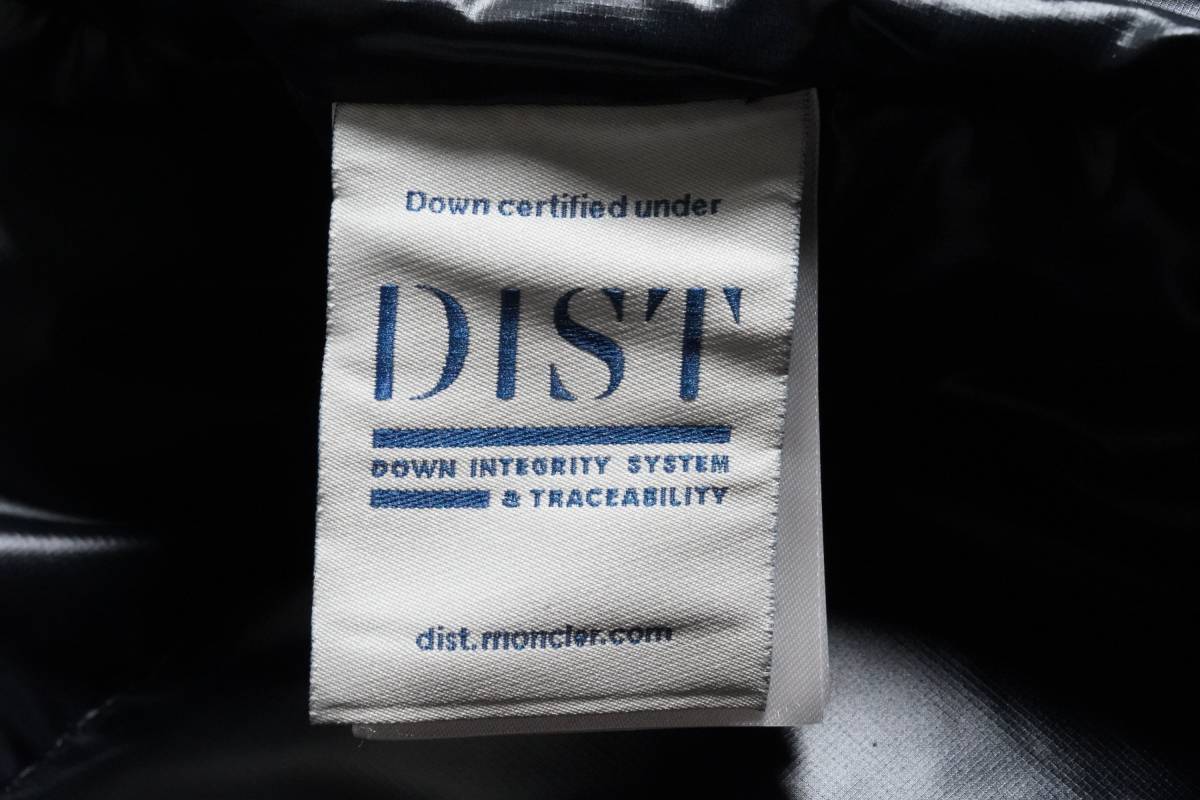 Down certified under
DIST
DOWN INTEGRITY SYSTEM
& TRACEABILITY
dist.moncler.com